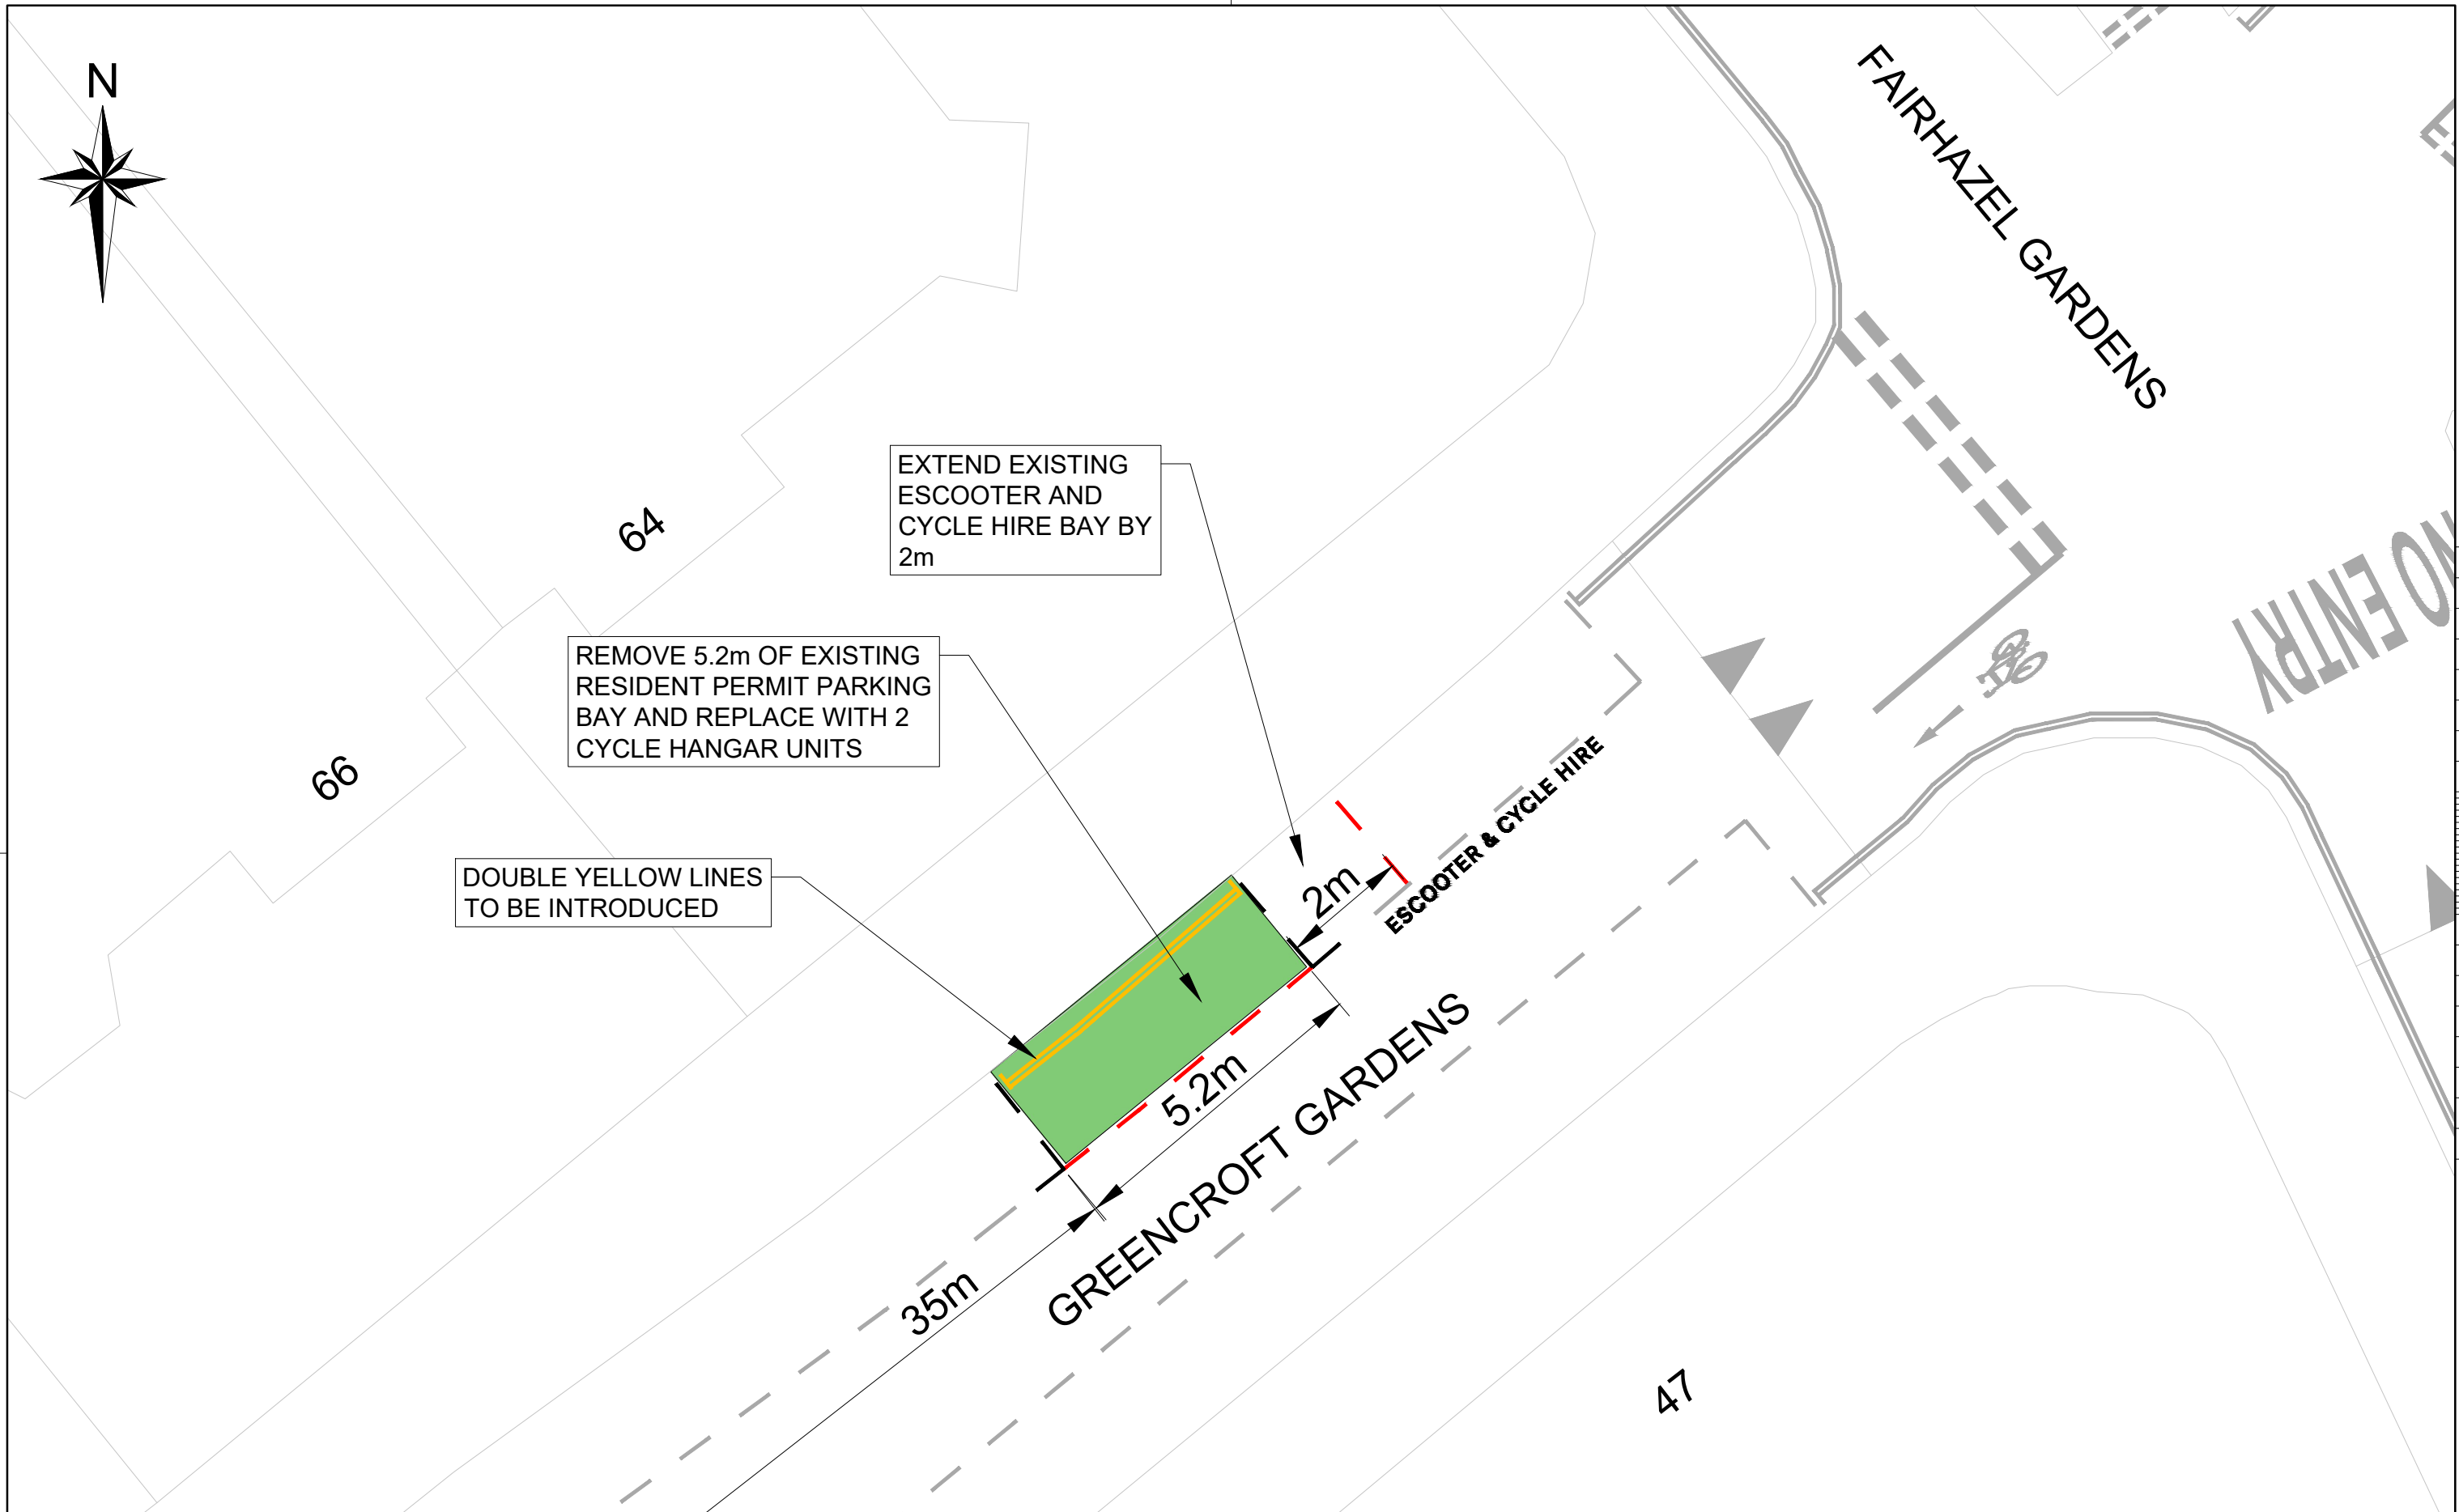 N
FAIRHAZEL GARDENS
EXTEND EXISTING
ESCOOTER AND
CYCLE HIRE BAY BY
2m
64
NO ENTRY
REMOVE 5.2m OF EXISTING
RESIDENT PERMIT PARKING
BAY AND REPLACE WITH 2
CYCLE HANGAR UNITS
66
ESCOOTER & CYCLE HIRE
DOUBLE YELLOW LINES
TO BE INTRODUCED
2m
5.2m
GREENCROFT GARDENS
35m
47